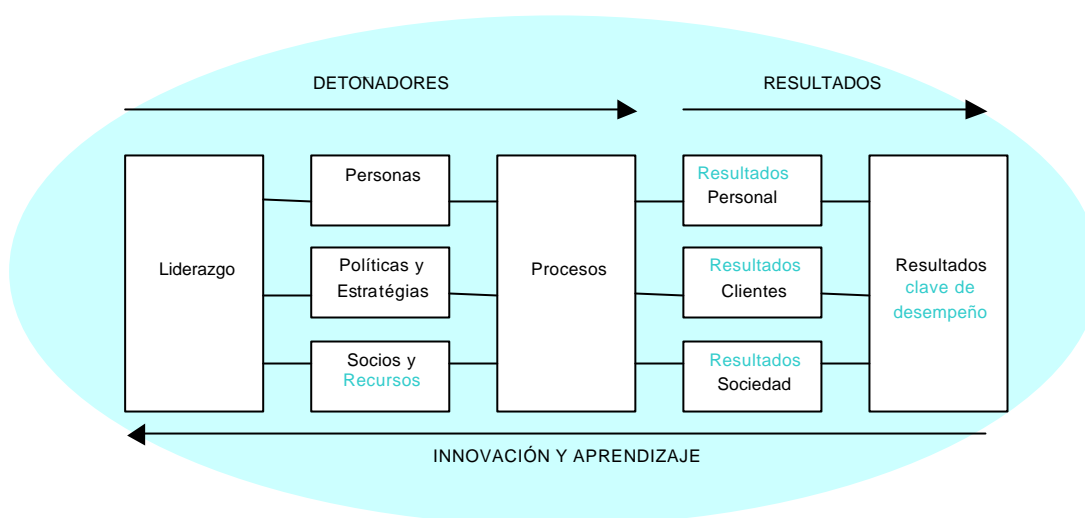 DETONADORES
RESULTADOS
Liderazgo
Personas
Políticas y
Estratégias
Socios y
Recursos
Procesos
Resultados
Personal
Resultados
Clientes
Resultados
Sociedad
Resultados
clave de
desempeño
INNOVACIÓN Y APRENDIZAJE